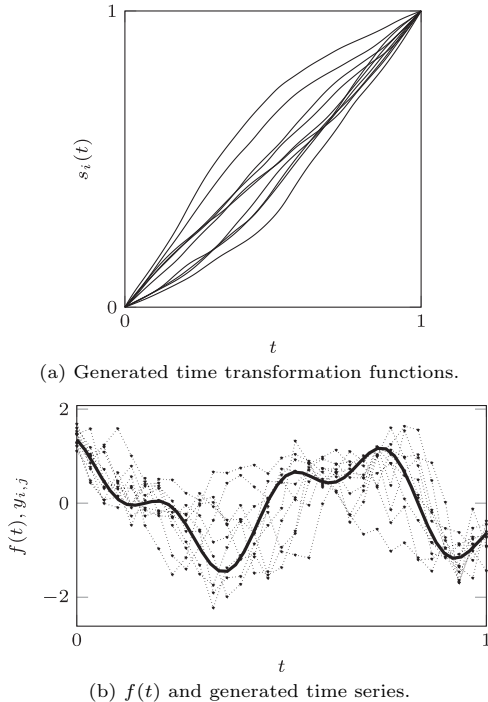 1
s_i(t)
0
0
1
t
(a) Generated time transformation functions.
2
0
−2
f(t), y_{i,j}
0
1
t
(b) f(t) and generated time series.